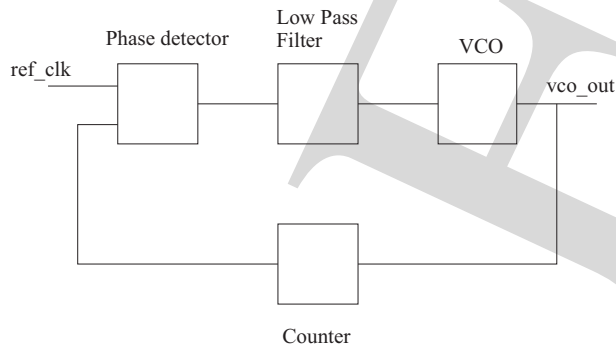 Phase detector
Low Pass
Filter
VCO
ref_clk
vco_out
Counter